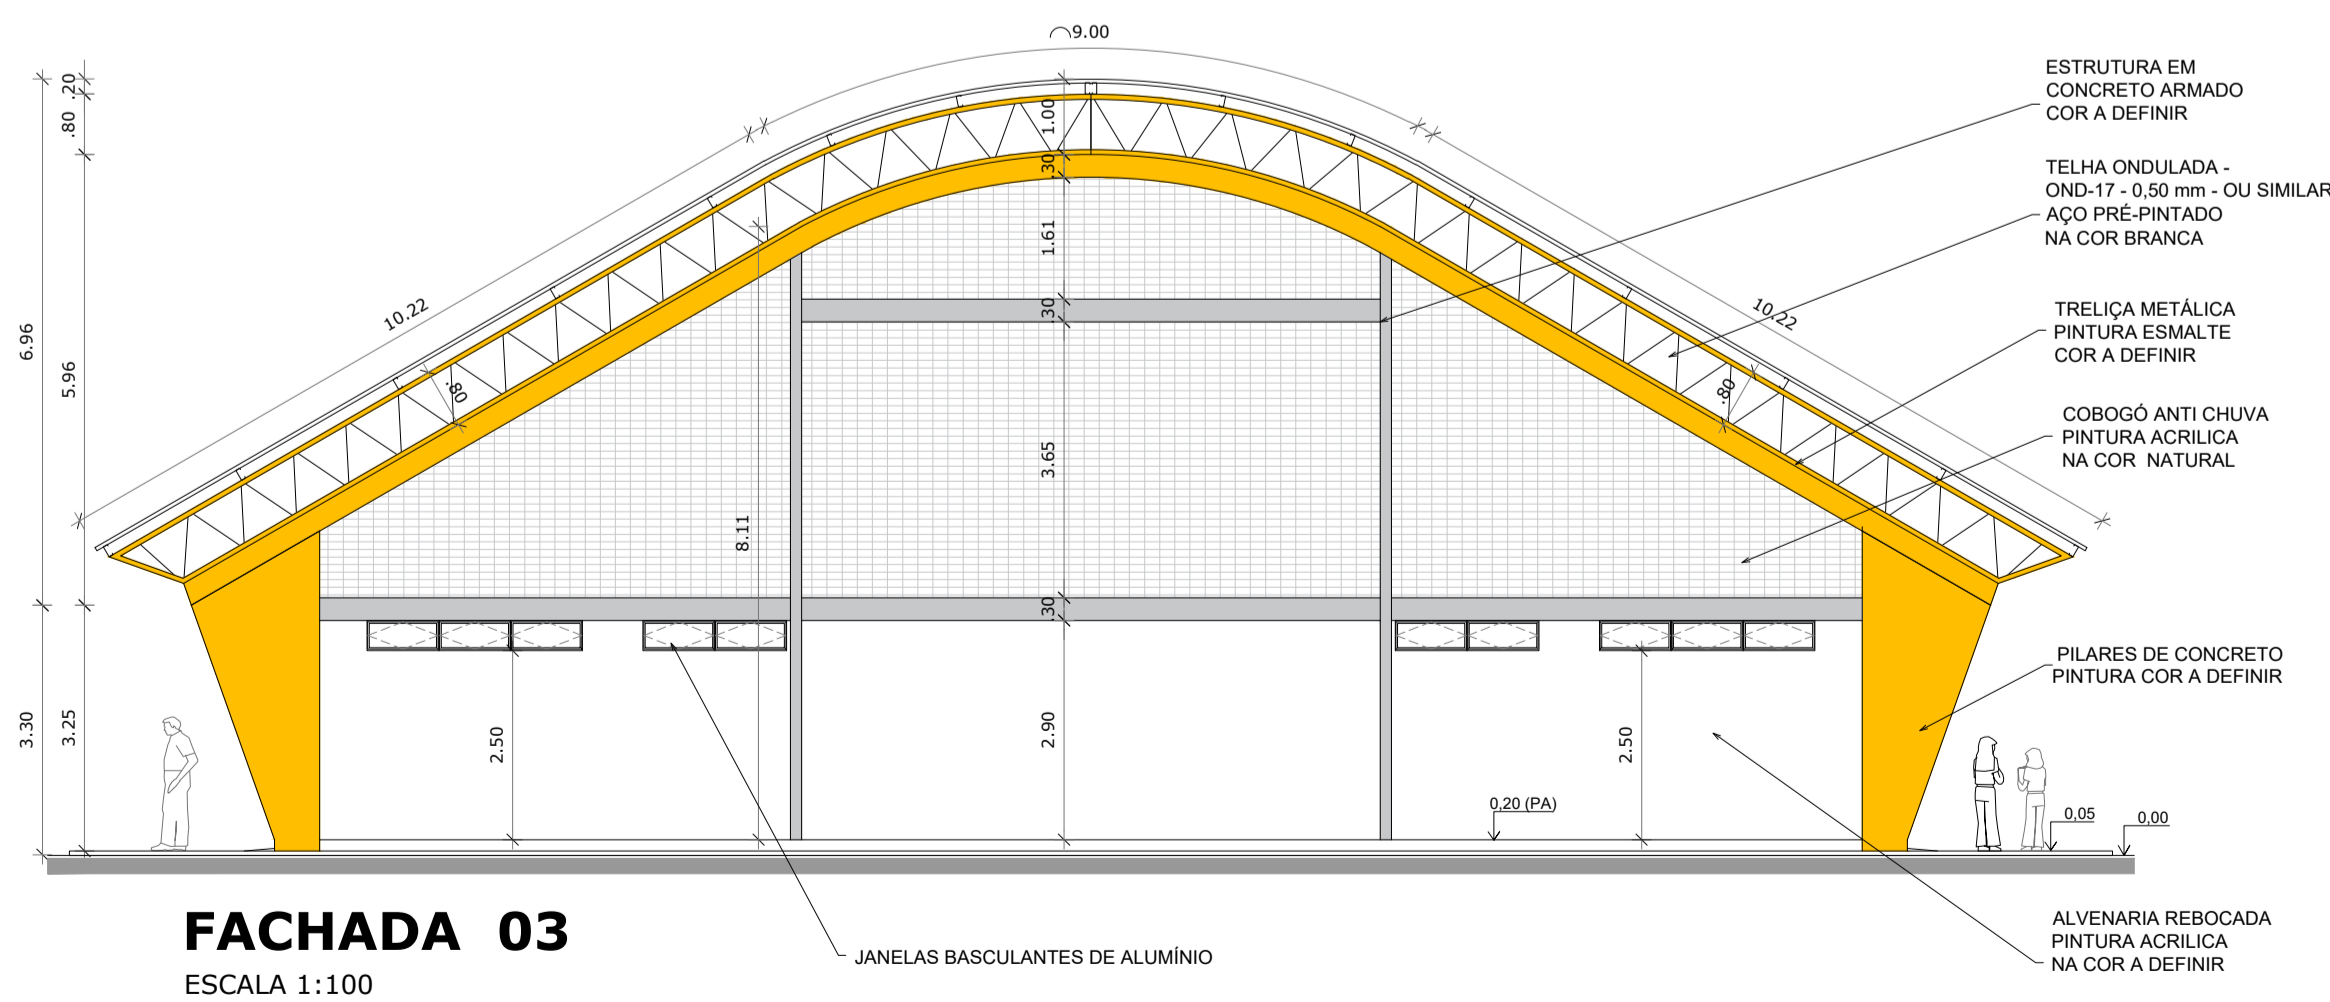 ⌒9.00
.20
.80
1.00
.30
1.61
.30
3.65
.30
2.90
10.22
10.22
.80
.80
6.96
5.96
8.11
3.30
3.25
2.50
2.50
0,20 (PA)
0,05
0,00
ESTRUTURA EM
CONCRETO ARMADO
COR A DEFINIR
TELHA ONDULADA -
OND-17 - 0,50 mm - OU SIMILAR
AÇO PRÉ-PINTADO
NA COR BRANCA
TRELIÇA METÁLICA
PINTURA ESMALTE
COR A DEFINIR
COBOGÓ ANTI CHUVA
PINTURA ACRILICA
NA COR NATURAL
PILARES DE CONCRETO
PINTURA COR A DEFINIR
ALVENARIA REBOCADA
PINTURA ACRILICA
NA COR A DEFINIR
JANELAS BASCULANTES DE ALUMÍNIO
FACHADA 03
ESCALA 1:100